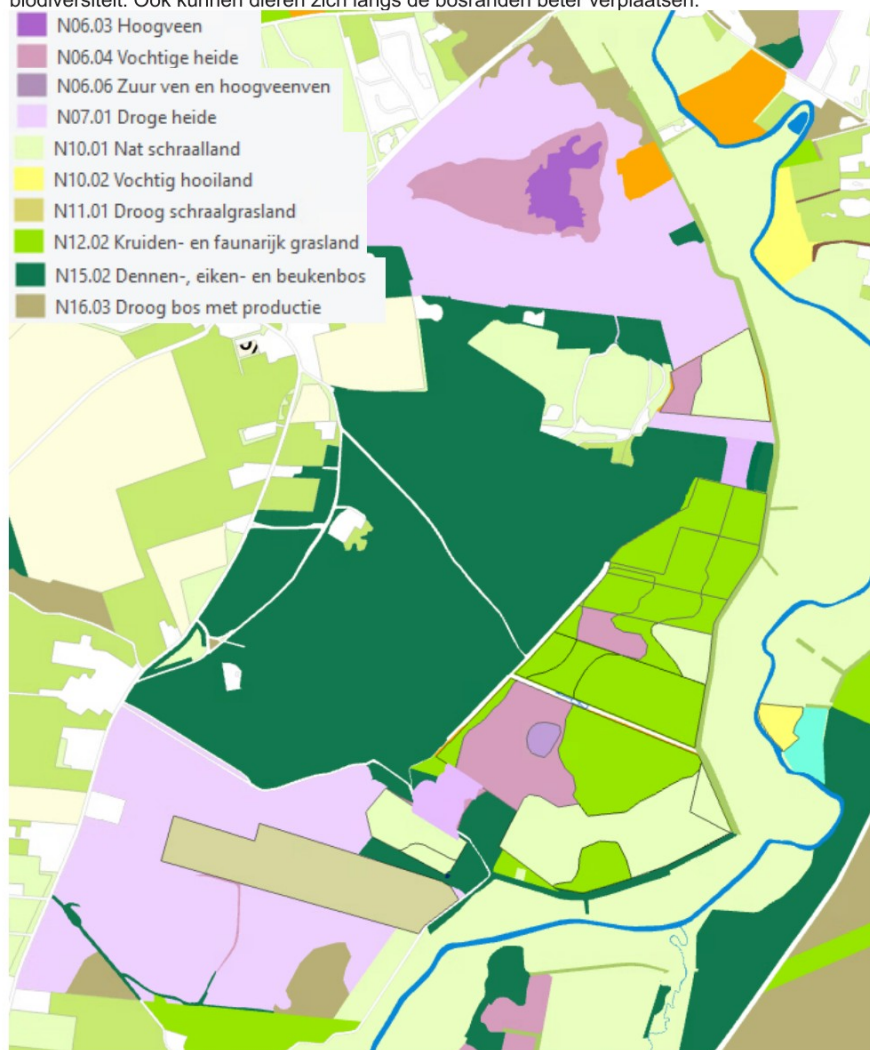 biodiversiteit. Ook kunnen dieren zich langs de bosranden beter verplaatsen.
N06.03 Hoogveen
N06.04 Vochtige heide
N06.06 Zuur ven en hoogveenven
N07.01 Droge heide
N10.01 Nat schraalland
N10.02 Vochtig hooiland
N11.01 Droog schraalgrasland
N12.02 Kruiden- en faunarijk grasland
N15.02 Dennen-, eiken- en beukenbos
N16.03 Droog bos met productie